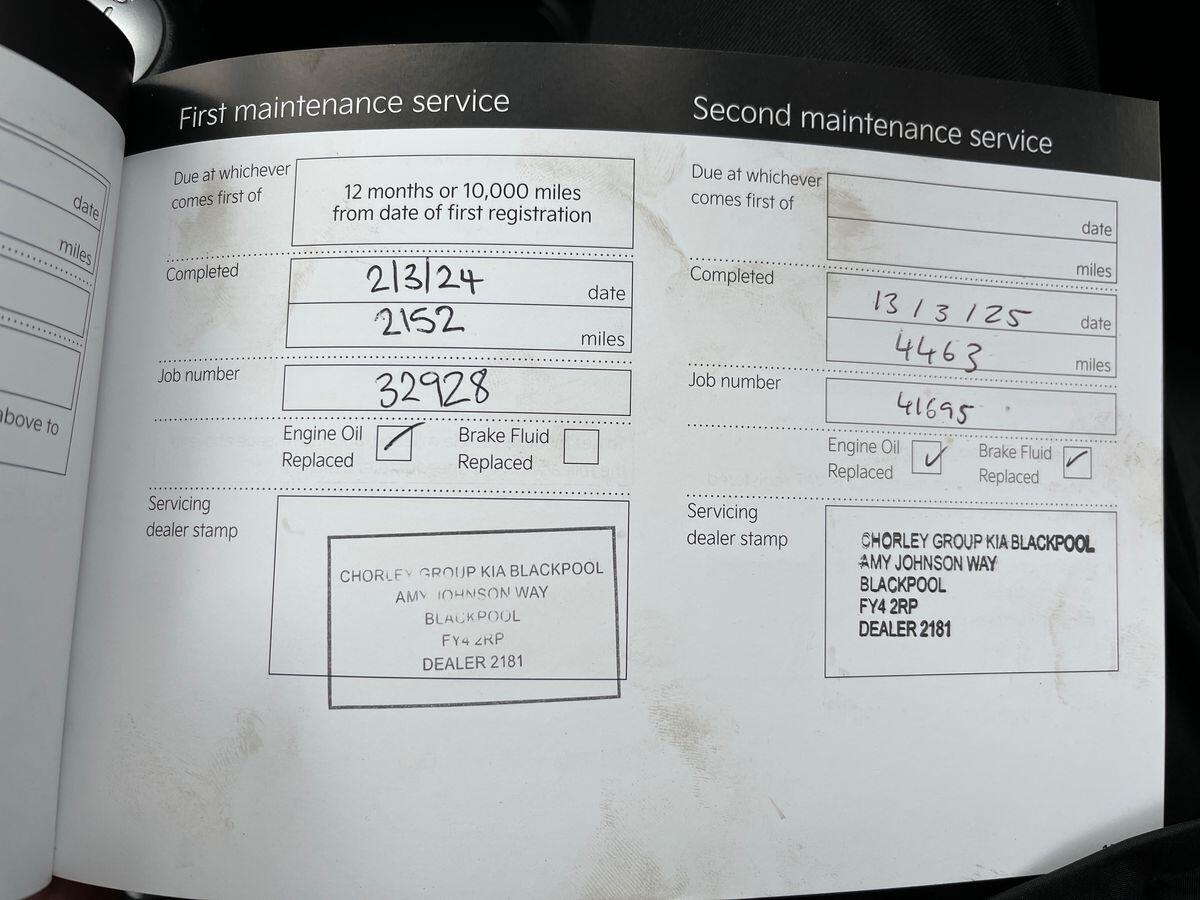 date
miles
above to
First maintenance service
Due at whichever
comes first of
12 months or 10,000 miles
from date of first registration
Completed
2/3/24
date
2152
miles
Job number
32928
Engine Oil
Replaced
Brake Fluid
Replaced
Servicing
dealer stamp
CHORLEY GROUP KIA BLACKPOOL
AMY JOHNSON WAY
BLACKPOOL
FY4 2RP
DEALER 2181
Second maintenance service
Due at whichever
comes first of
date
miles
Completed
13/3/25
date
4463
miles
Job number
41695
Engine Oil
Replaced
Brake Fluid
Replaced
Servicing
dealer stamp
CHORLEY GROUP KIA BLACKPOOL
AMY JOHNSON WAY
BLACKPOOL
FY4 2RP
DEALER 2181